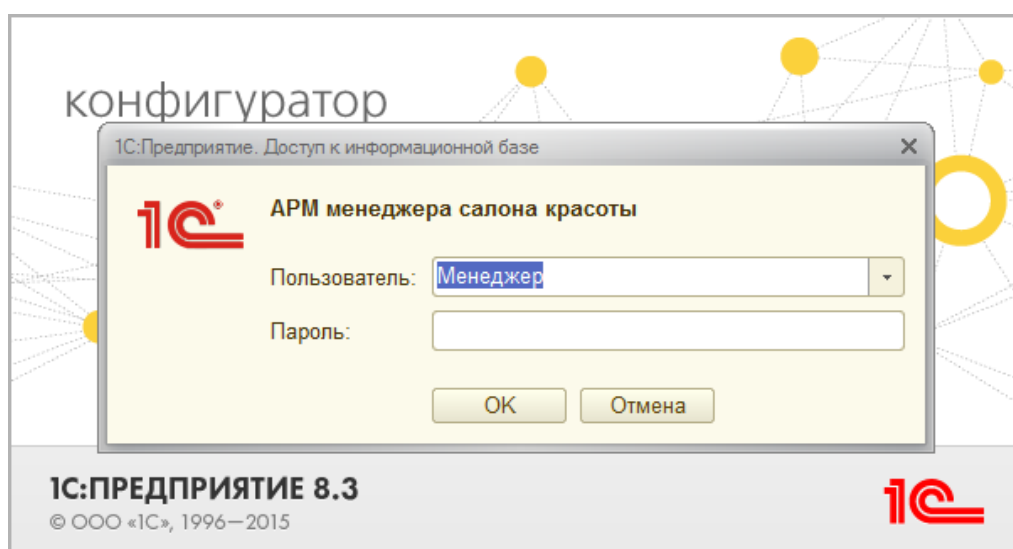 конфигуратор
1С:Предприятие. Доступ к информационной базе
1С
АРМ менеджера салона красоты
Пользователь: Менеджер
Пароль:
OK Отмена
1С:ПРЕДПРИЯТИЕ 8.3
© ООО «1С», 1996—2015
1С